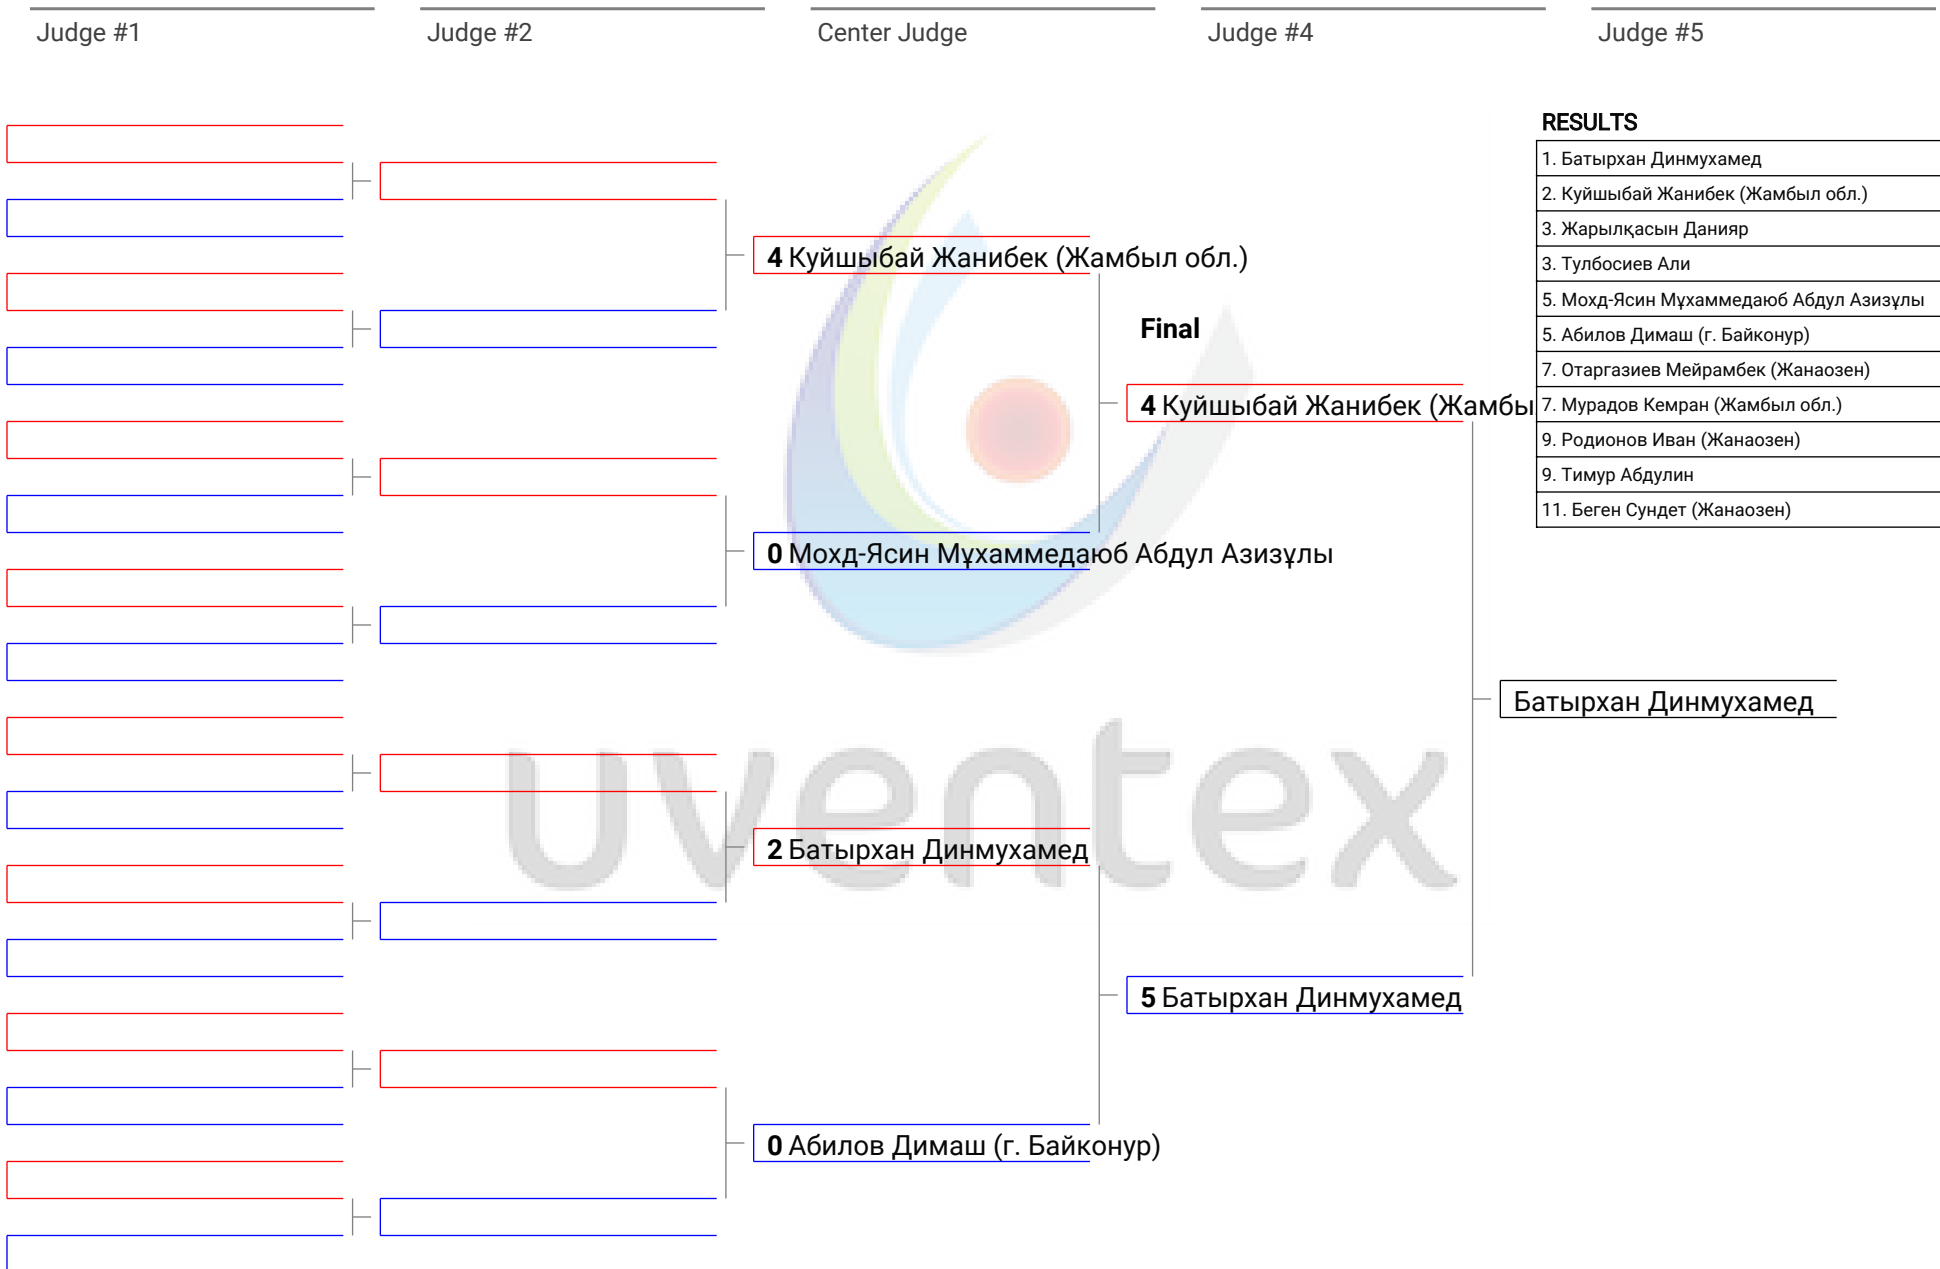 Judge #1
Judge #2
Center Judge
Judge #4
Judge #5
RESULTS
1. Батырхан Динмухамед
2. Куйшыбай Жанибек (Жамбыл обл.)
3. Жарылқасын Данияр
3. Тулбосиев Али
5. Мохд-Ясин Мұхаммедаюб Абдул Азизұлы
5. Абилов Димаш (г. Байконур)
7. Отаргазиев Мейрамбек (Жанаозен)
7. Мурадов Кемран (Жамбыл обл.)
9. Родионов Иван (Жанаозен)
9. Тимур Абдулин
11. Беген Сундет (Жанаозен)
4 Куйшыбай Жанибек (Жамбыл обл.)
Final
4 Куйшыбай Жанибек (Жамбы
0 Мохд-Ясин Мұхаммедаюб Абдул Азизұлы
Батырхан Динмухамед
uventex
2 Батырхан Динмухамед
5 Батырхан Динмухамед
0 Абилов Димаш (г. Байконур)